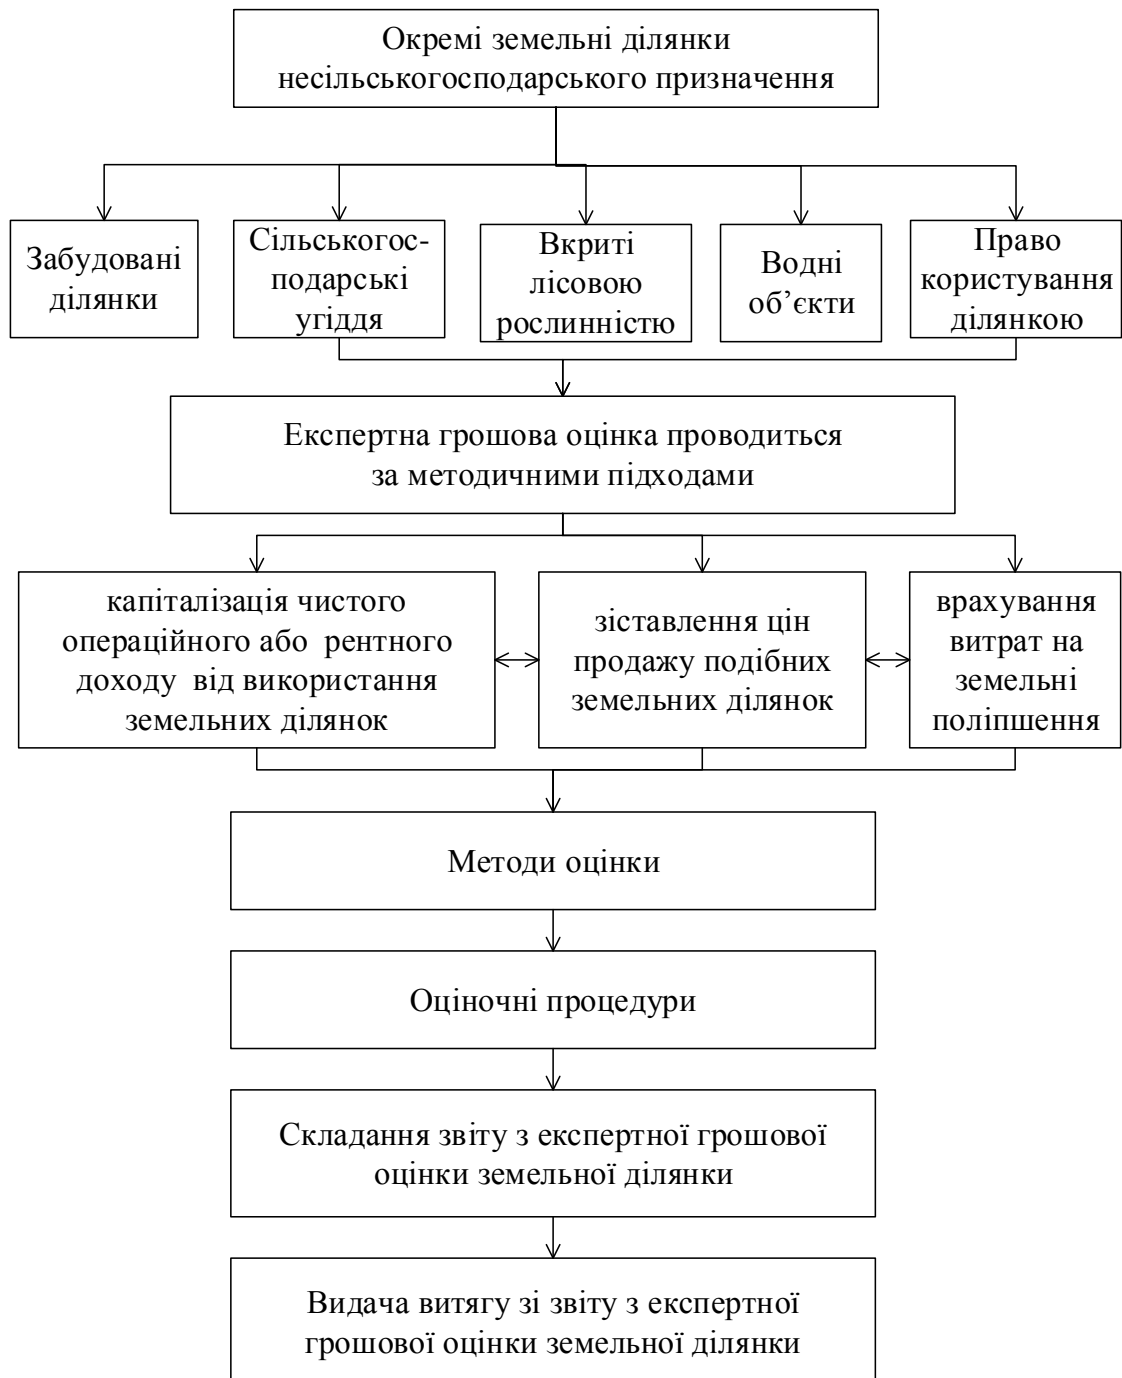 Окремі земельні ділянки
несільськогосподарського призначення
Забудовані
ділянки
Сільськогос-
подарські
угіддя
Вкриті
лісовою
рослинністю
Водні
об’єкти
Право
користування
ділянкою
Експертна грошова оцінка проводиться
за методичними підходами
капіталізація чистого
операційного або рентного
доходу від використання
земельних ділянок
зіставлення цін
продажу подібних
земельних ділянок
врахування
витрат на
земельні
поліпшення
Методи оцінки
Оціночні процедури
Складання звіту з експертної грошової
оцінки земельної ділянки
Видача витягу зі звіту з експертної
грошової оцінки земельної ділянки